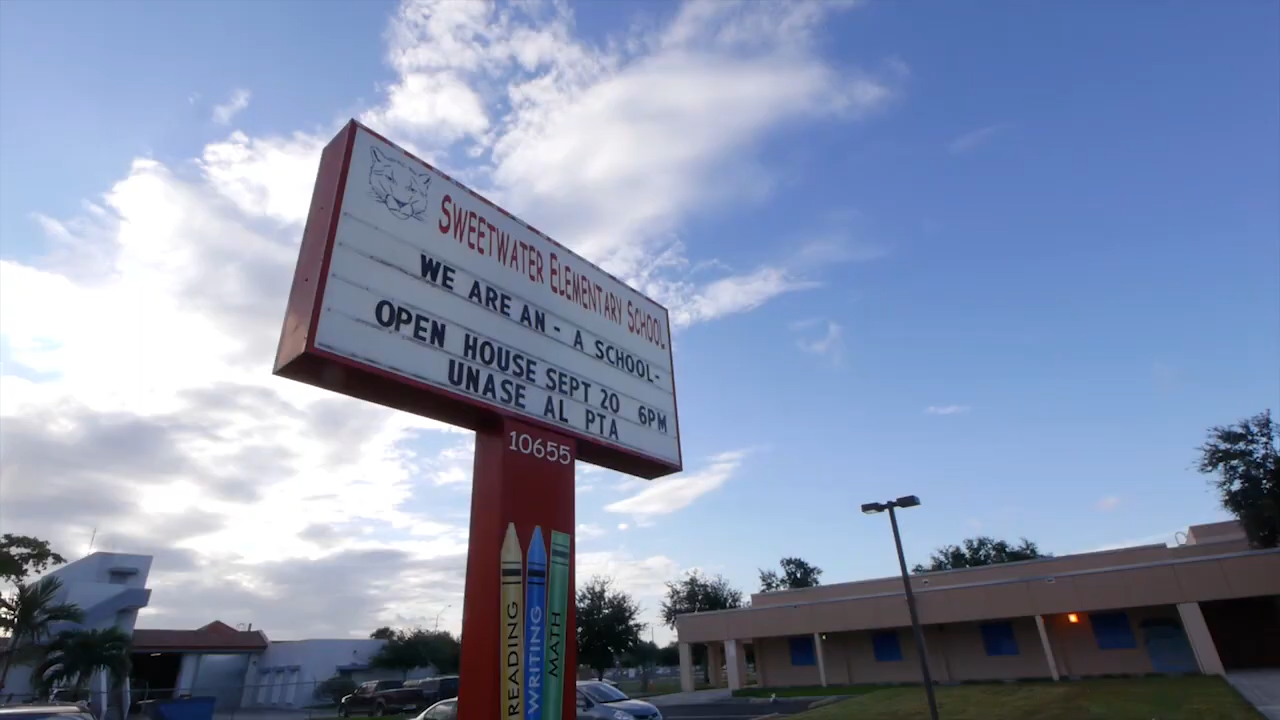 SWEETWATER ELEMENTARY SCHOOL
WE ARE AN - A SCHOOL-
OPEN HOUSE SEPT 20 6PM
UNASE AL PTA
10655
READING
WRITING
MATH